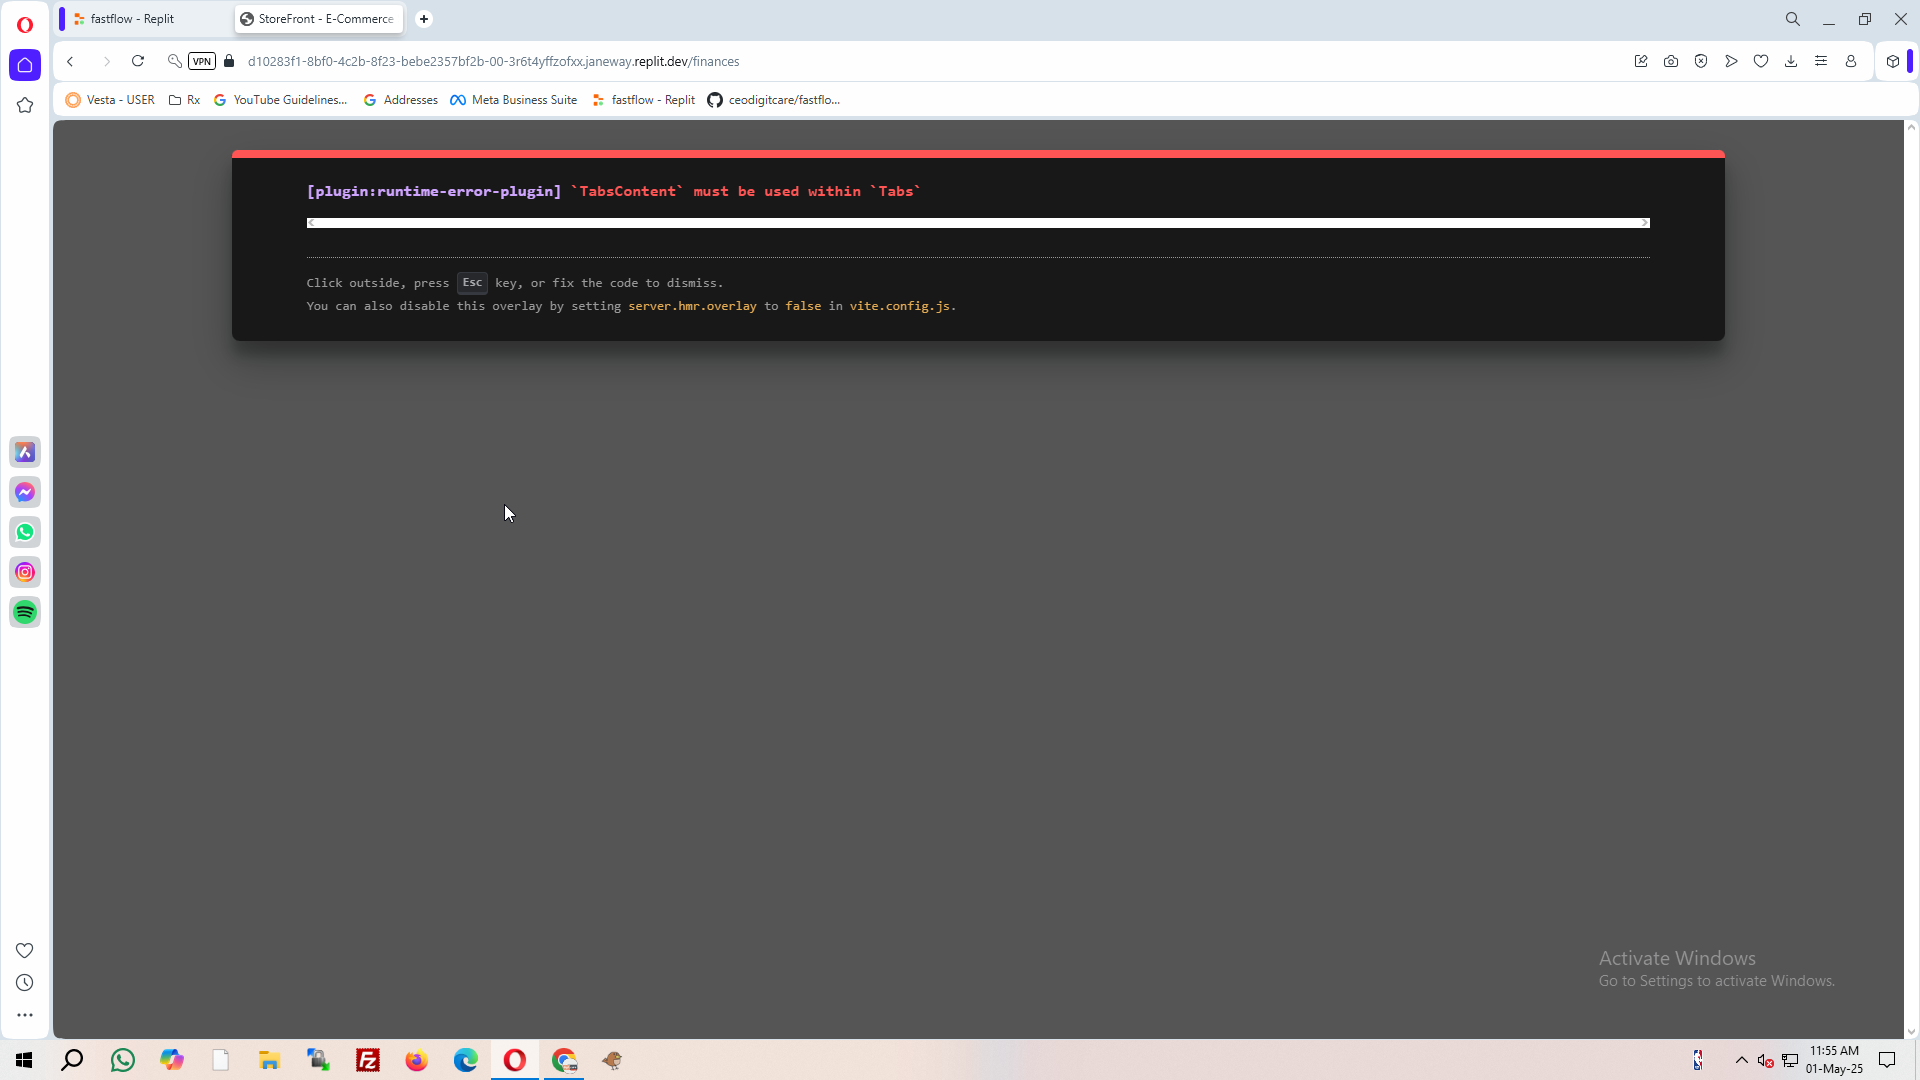 fastflow - Replit
StoreFront - E-Commerce
VPN
d10283f1-8bf0-4c2b-8f23-bebe2357bf2b-00-3r6t4yffzofxx.janeway.replit.dev/finances
Vesta - USER
Rx
YouTube Guidelines...
Addresses
Meta Business Suite
fastflow - Replit
ceodigitcare/fastflo...
[plugin:runtime-error-plugin] `TabsContent` must be used within `Tabs`
Click outside, press Esc key, or fix the code to dismiss.
You can also disable this overlay by setting server.hmr.overlay to false in vite.config.js.
Activate Windows
Go to Settings to activate Windows.
11:55 AM
01-May-25